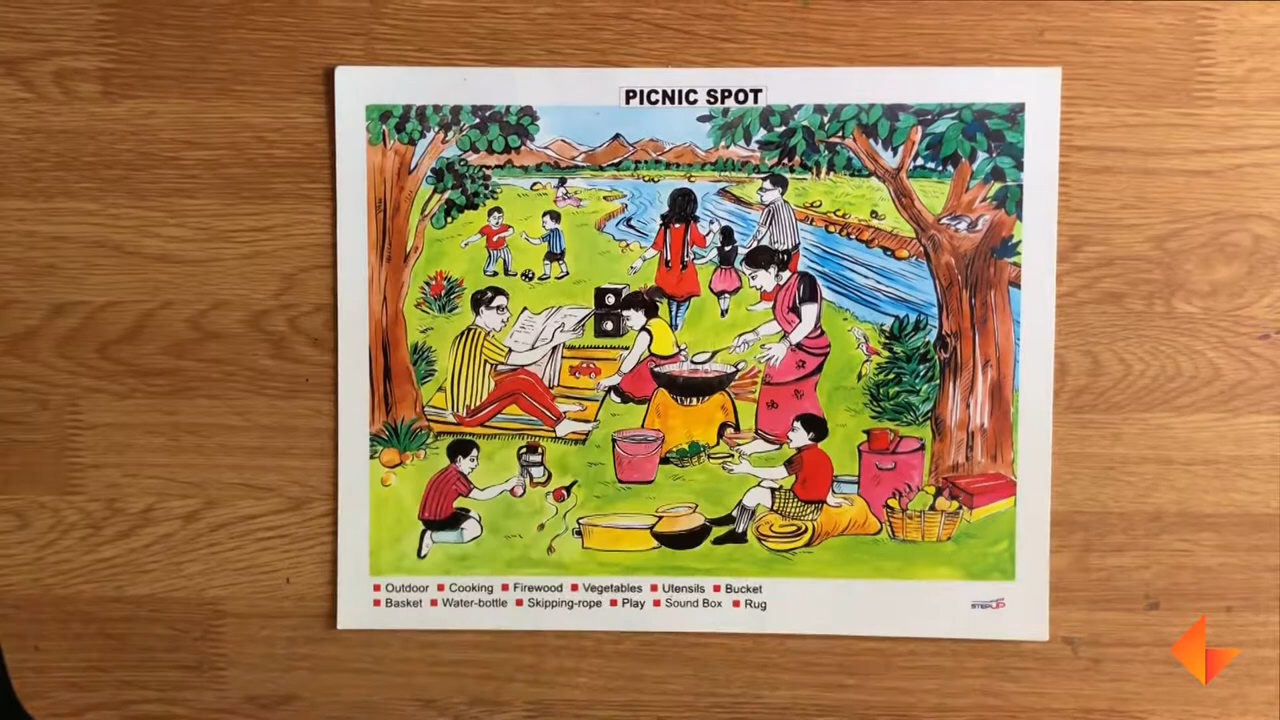 PICNIC SPOT
Outdoor Cooking Firewood Vegetables Utensils Bucket
Basket Water-bottle Skipping-rope Play Sound Box Rug
STEPUP